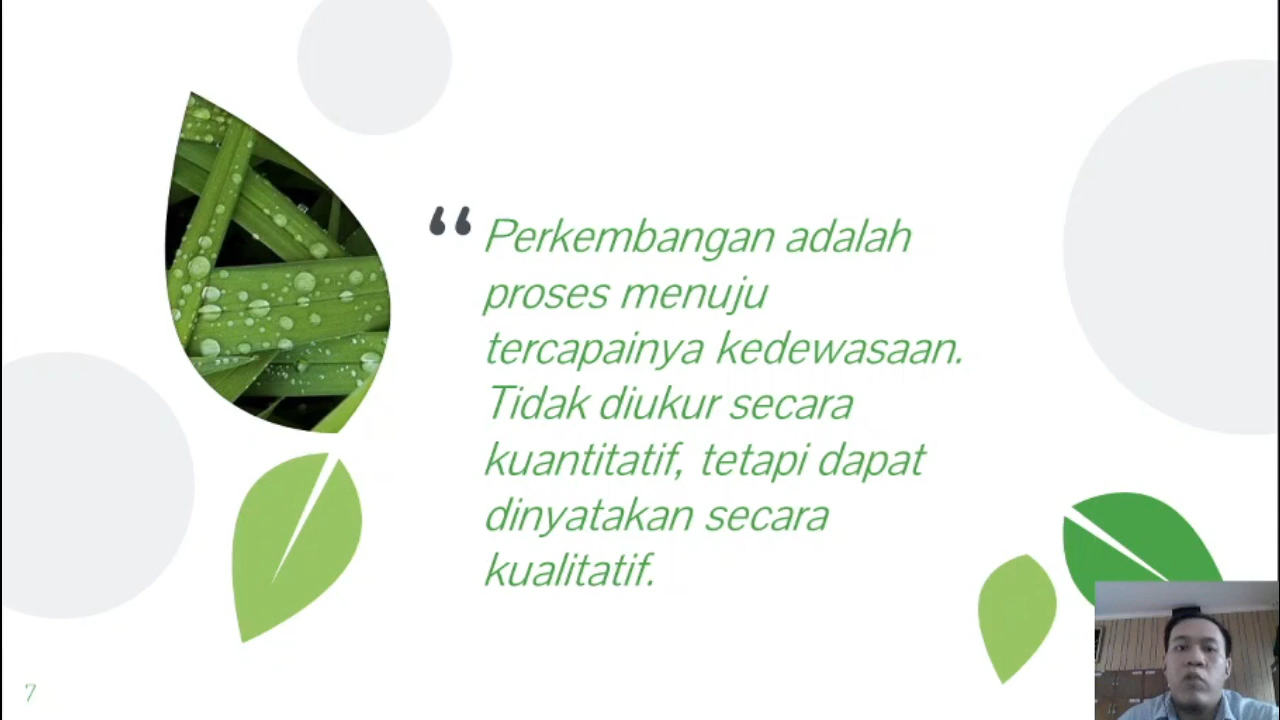 “ Perkembangan adalah
proses menuju
tercapainya kedewasaan.
Tidak diukur secara
kuantitatif, tetapi dapat
dinyatakan secara
kualitatif.
7